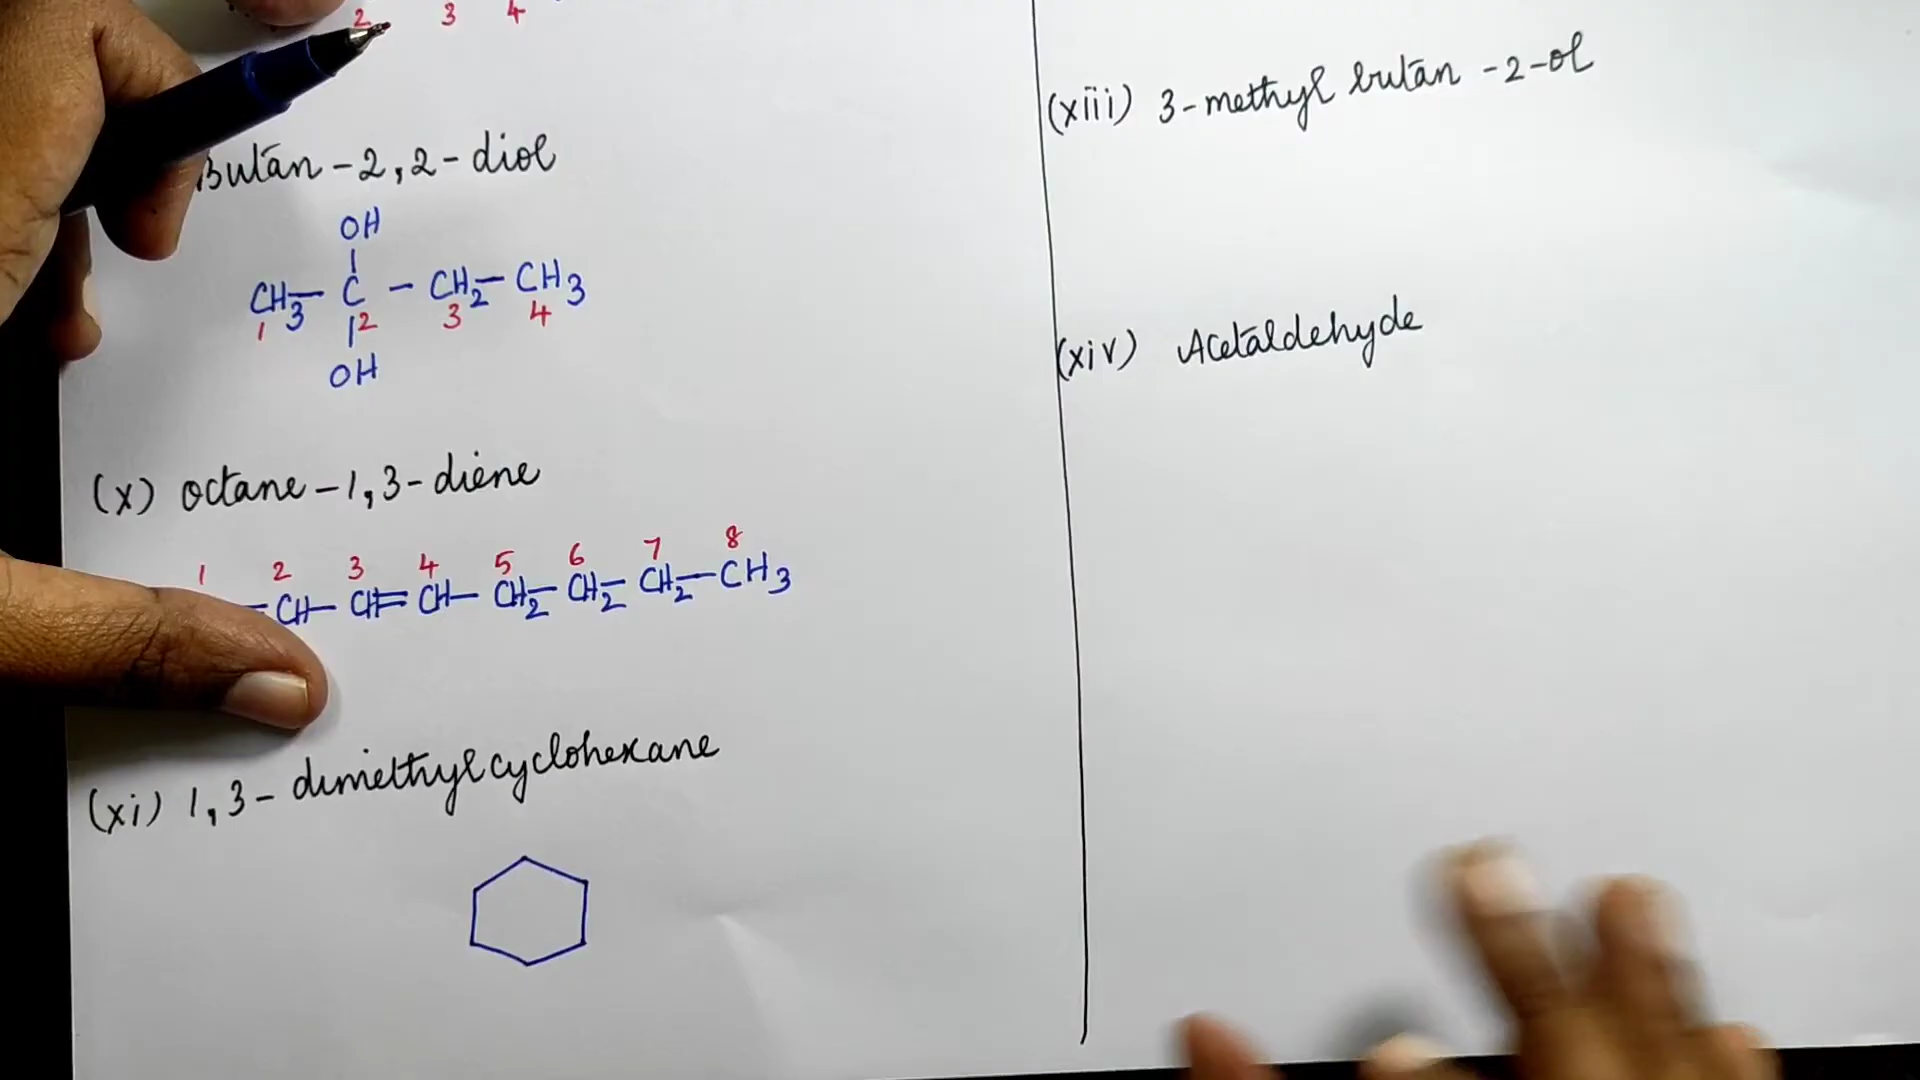 2 3 4
Butan -2,2- diol
OH
CH3 - C - CH2 - CH3
1 2 3 4
OH
(x) octane -1,3- diene
1 2 3 4 5 6 7 8
CH - CH = CH - CH2 - CH2 - CH2 - CH3
(xi) 1,3- dimethylcyclohexane
(xiii) 3-methyl butan -2-ol
(xiv) Acetaldehyde